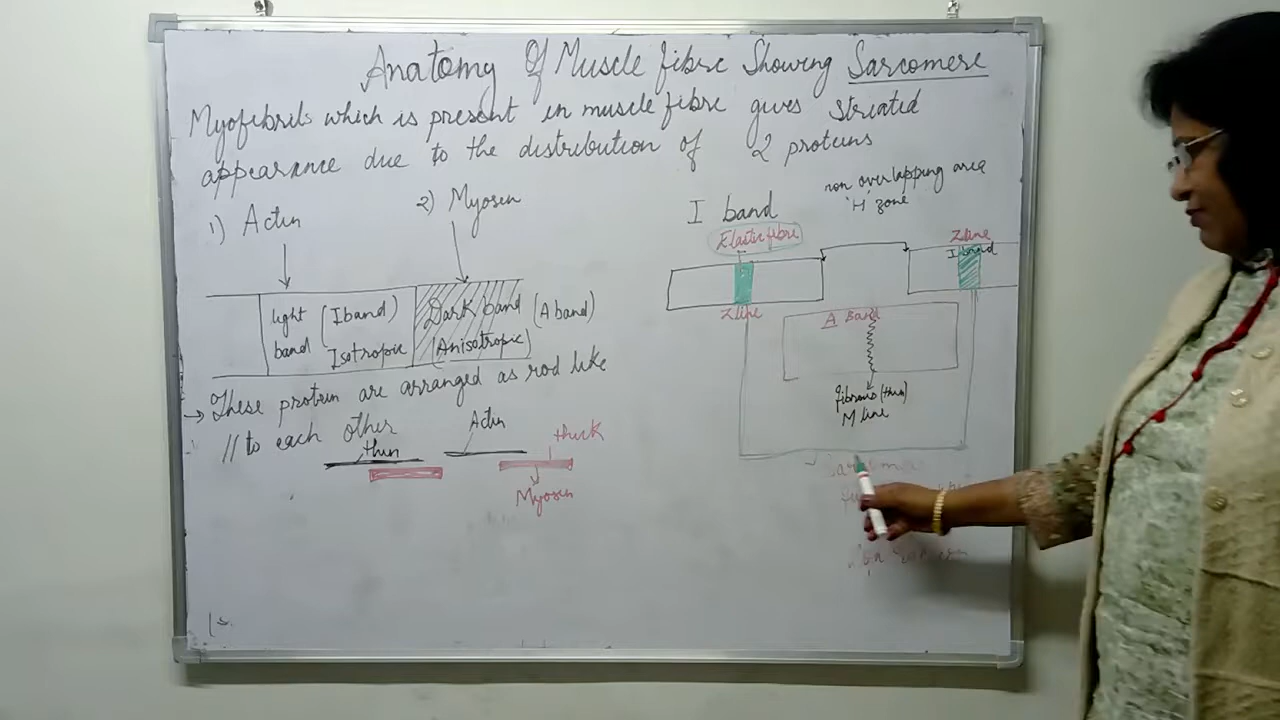 Anatomy Of Muscle fibre Showing Sarcomere
Myofibrils which is present in muscle fibre gives striated
appearance due to the distribution of 2 proteins
1) Actin
2) Myosin
light
band
(I band)
Isotropic
Dark band
(Anisotropic)
(A band)
→ These protein are arranged as rod like
// to each other
thin
Actin
thick
Myosin
non overlapping area
'H' zone
I band
Elastic fibre
Z line
Z line
I band
A Band
fibrous (thin)
M line